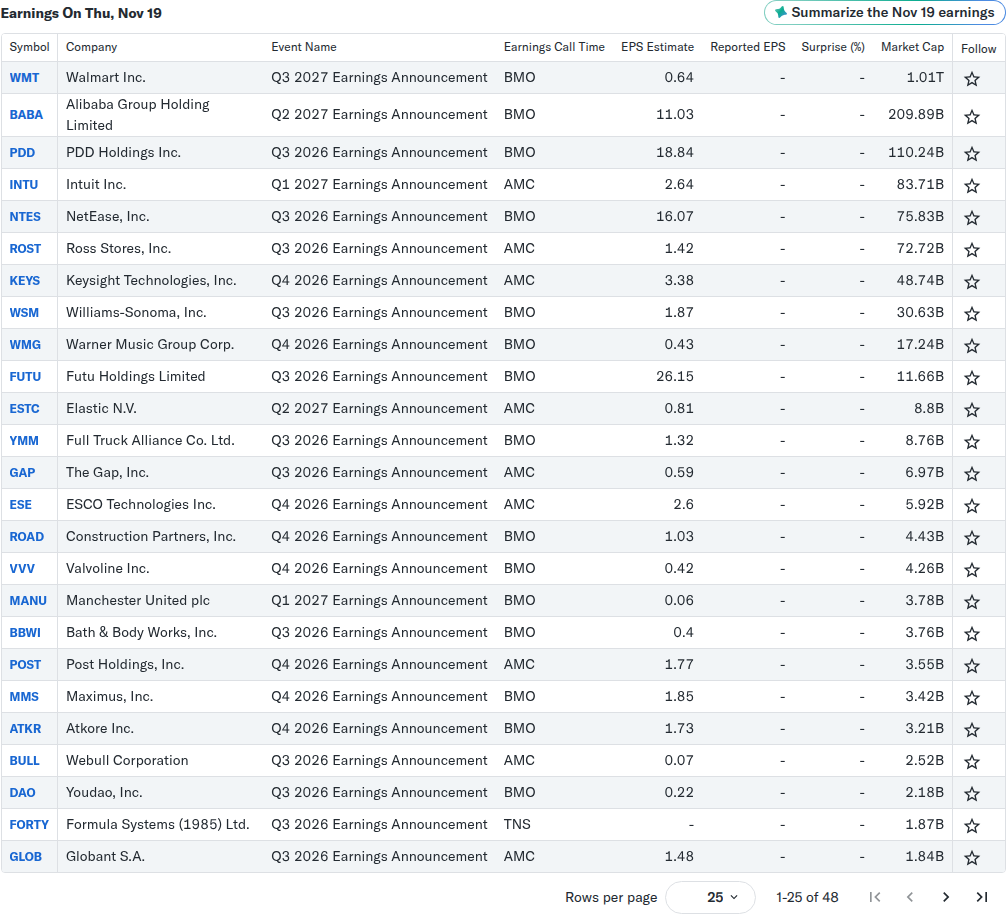 Earnings On Thu, Nov 19
Summarize the Nov 19 earnings
Symbol Company Event Name Earnings Call Time EPS Estimate Reported EPS Surprise (%) Market Cap Follow
WMT Walmart Inc. Q3 2027 Earnings Announcement BMO 0.64 - - 1.01T
BABA Alibaba Group Holding
Limited Q2 2027 Earnings Announcement BMO 11.03 - - 209.89B
PDD PDD Holdings Inc. Q3 2026 Earnings Announcement BMO 18.84 - - 110.24B
INTU Intuit Inc. Q1 2027 Earnings Announcement AMC 2.64 - - 83.71B
NTES NetEase, Inc. Q3 2026 Earnings Announcement BMO 16.07 - - 75.83B
ROST Ross Stores, Inc. Q3 2026 Earnings Announcement AMC 1.42 - - 72.72B
KEYS Keysight Technologies, Inc. Q4 2026 Earnings Announcement AMC 3.38 - - 48.74B
WSM Williams-Sonoma, Inc. Q3 2026 Earnings Announcement BMO 1.87 - - 30.63B
WMG Warner Music Group Corp. Q4 2026 Earnings Announcement BMO 0.43 - - 17.24B
FUTU Futu Holdings Limited Q3 2026 Earnings Announcement BMO 26.15 - - 11.66B
ESTC Elastic N.V. Q2 2027 Earnings Announcement AMC 0.81 - - 8.8B
YMM Full Truck Alliance Co. Ltd. Q3 2026 Earnings Announcement BMO 1.32 - - 8.76B
GAP The Gap, Inc. Q3 2026 Earnings Announcement AMC 0.59 - - 6.97B
ESE ESCO Technologies Inc. Q4 2026 Earnings Announcement AMC 2.6 - - 5.92B
ROAD Construction Partners, Inc. Q4 2026 Earnings Announcement BMO 1.03 - - 4.43B
VVV Valvoline Inc. Q4 2026 Earnings Announcement BMO 0.42 - - 4.26B
MANU Manchester United plc Q1 2027 Earnings Announcement BMO 0.06 - - 3.78B
BBWI Bath & Body Works, Inc. Q3 2026 Earnings Announcement BMO 0.4 - - 3.76B
POST Post Holdings, Inc. Q4 2026 Earnings Announcement AMC 1.77 - - 3.55B
MMS Maximus, Inc. Q4 2026 Earnings Announcement BMO 1.85 - - 3.42B
ATKR Atkore Inc. Q4 2026 Earnings Announcement BMO 1.73 - - 3.21B
BULL Webull Corporation Q3 2026 Earnings Announcement AMC 0.07 - - 2.52B
DAO Youdao, Inc. Q3 2026 Earnings Announcement BMO 0.22 - - 2.18B
FORTY Formula Systems (1985) Ltd. Q3 2026 Earnings Announcement TNS - - - 1.87B
GLOB Globant S.A. Q3 2026 Earnings Announcement AMC 1.48 - - 1.84B
Rows per page 25 1-25 of 48